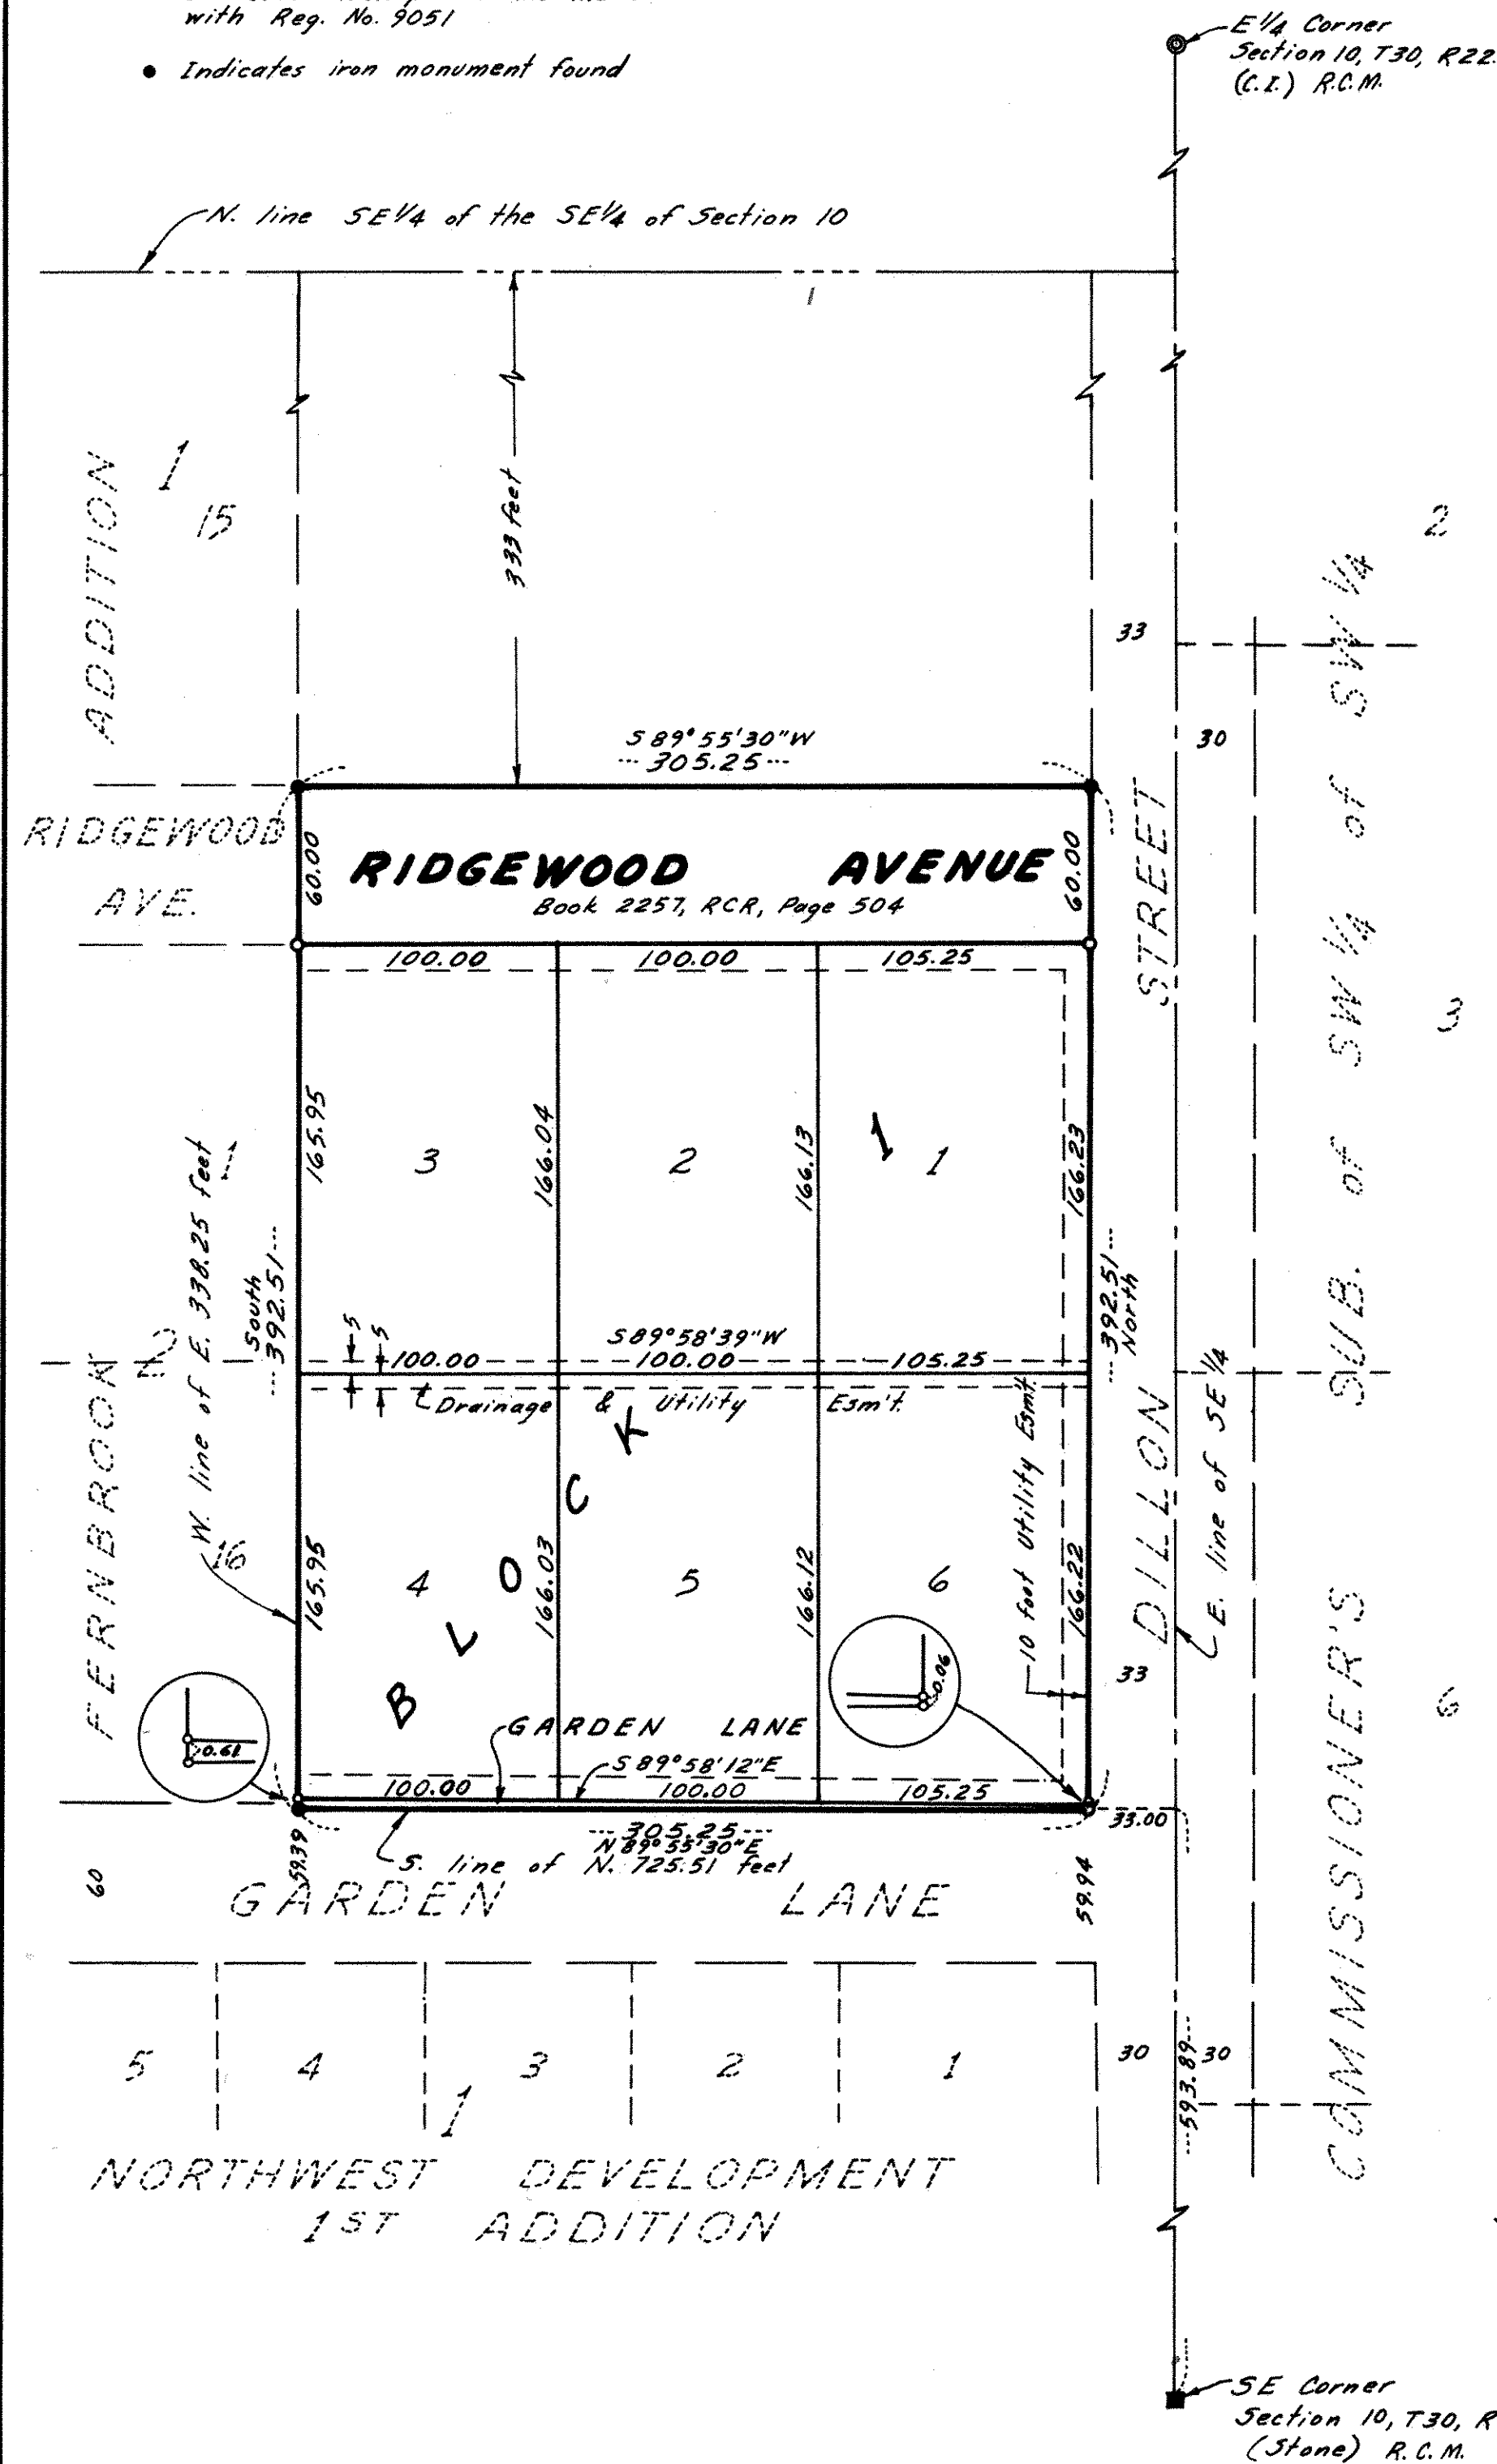 with Reg. No. 9051
Indicates iron monument found
E 1/4 Corner
Section 10, T30, R22
(C.I.) R.C.M.
N. line SE 1/4 of the SE 1/4 of Section 10
1
ADDITION
1
15
333 feet
2
33
30
S 89° 55' 30" W
305.25
RIDGEWOOD
AVE.
60.00
RIDGEWOOD AVENUE
Book 2257, RCR, Page 504
60.00
STREET
100.00 100.00 105.25
3
165.95
3
166.04
2
166.13
1
1
166.23
W. line of E. 338.25 feet
South
392.51
392.51
North
2
5
5
S 89° 58' 39" W
100.00 100.00 105.25
Drainage & Utility Esm't.
10 foot Utility Esmt.
FERNBROOK
16
165.95
4
166.03
5
166.12
6
166.22
BLOCK
DILLON
E. line of SE 1/4
33
0.61
0.06
GARDEN LANE
S 89° 58' 12" E
100.00 100.00 105.25
305.25
N 89° 55' 30" E
33.00
S. line of N. 725.51 feet
60
59.39
59.94
GARDEN LANE
COMMISSIONER'S SUB. of SW 1/4 of SW 1/4
6
5 4 3 2 1
1
30
593.89
30
NORTHWEST DEVELOPMENT
1ST ADDITION
SE Corner
Section 10, T30, R
(Stone) R.C.M.